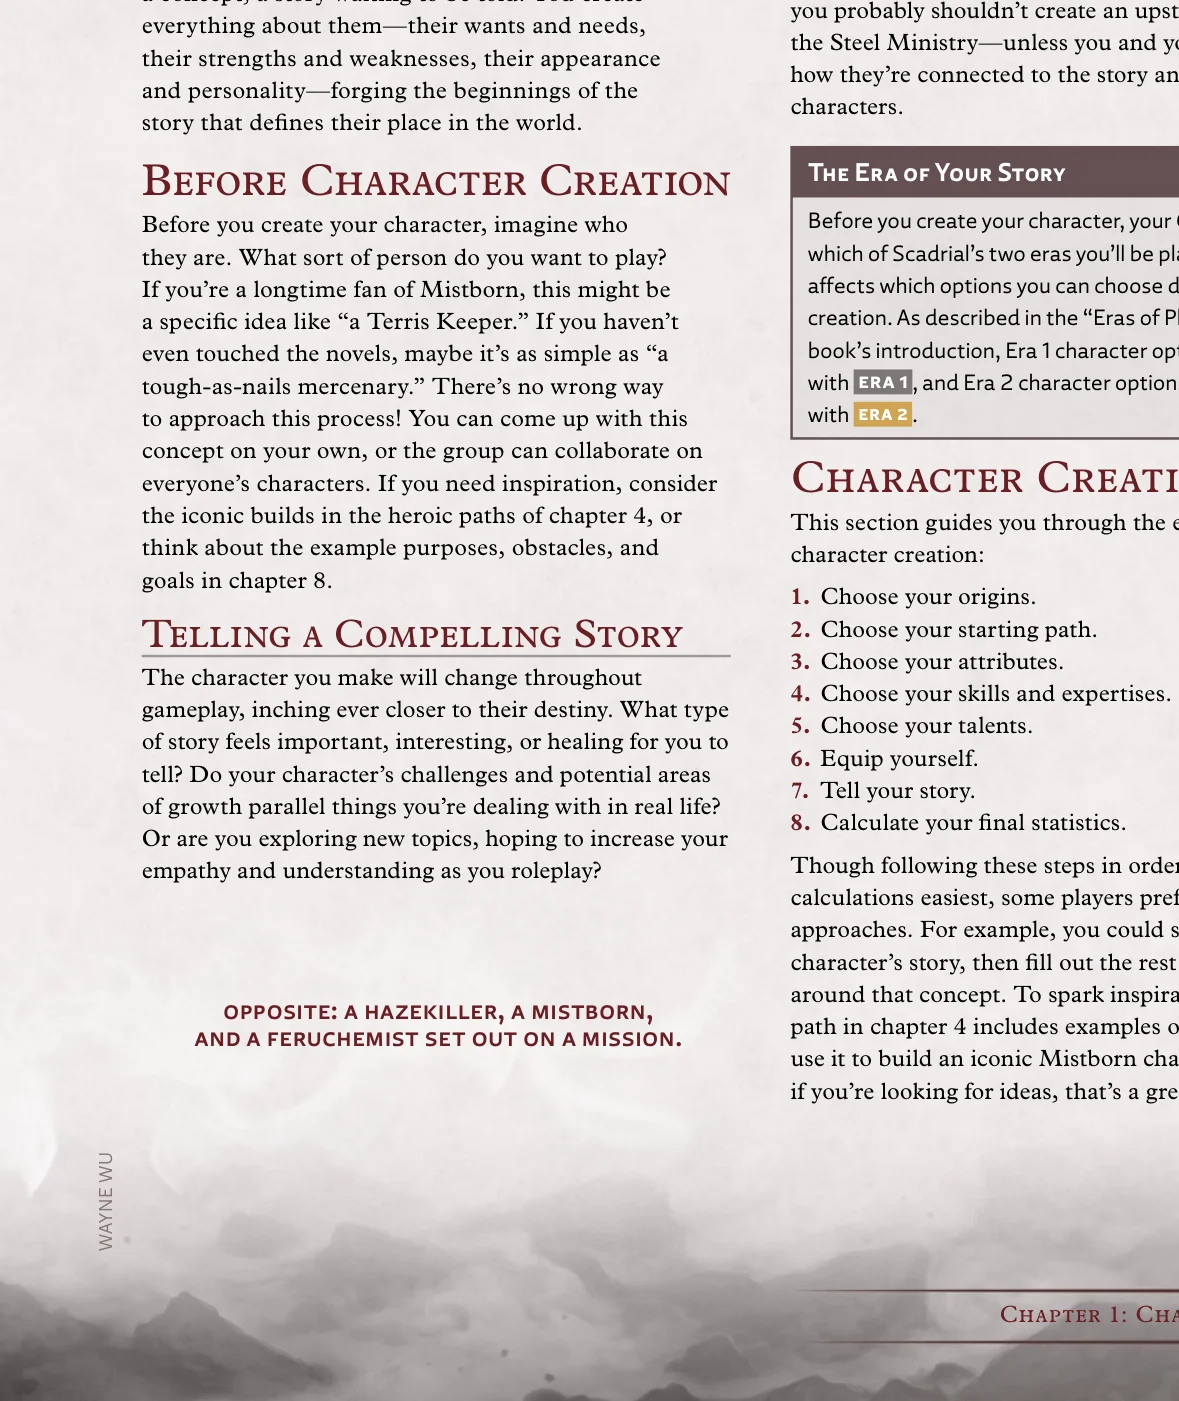 everything about them—their wants and needs,
their strengths and weaknesses, their appearance
and personality—forging the beginnings of the
story that defines their place in the world.
Before Character Creation
Before you create your character, imagine who
they are. What sort of person do you want to play?
If you’re a longtime fan of Mistborn, this might be
a specific idea like “a Terris Keeper.” If you haven’t
even touched the novels, maybe it’s as simple as “a
tough-as-nails mercenary.” There’s no wrong way
to approach this process! You can come up with this
concept on your own, or the group can collaborate on
everyone’s characters. If you need inspiration, consider
the iconic builds in the heroic paths of chapter 4, or
think about the example purposes, obstacles, and
goals in chapter 8.
Telling a Compelling Story
The character you make will change throughout
gameplay, inching ever closer to their destiny. What type
of story feels important, interesting, or healing for you to
tell? Do your character’s challenges and potential areas
of growth parallel things you’re dealing with in real life?
Or are you exploring new topics, hoping to increase your
empathy and understanding as you roleplay?
OPPOSITE: A HAZEKILLER, A MISTBORN,
AND A FERUCHEMIST SET OUT ON A MISSION.
WAYNE WU
you probably shouldn’t create an upst
the Steel Ministry—unless you and yo
how they’re connected to the story an
characters.
The Era of Your Story
Before you create your character, your
which of Scadrial’s two eras you’ll be pla
affects which options you can choose d
creation. As described in the “Eras of Pl
book’s introduction, Era 1 character opt
with ERA 1, and Era 2 character option
with ERA 2.
Character Creati
This section guides you through the e
character creation:
1. Choose your origins.
2. Choose your starting path.
3. Choose your attributes.
4. Choose your skills and expertises.
5. Choose your talents.
6. Equip yourself.
7. Tell your story.
8. Calculate your final statistics.
Though following these steps in order
calculations easiest, some players pref
approaches. For example, you could s
character’s story, then fill out the rest
around that concept. To spark inspira
path in chapter 4 includes examples o
use it to build an iconic Mistborn cha
if you’re looking for ideas, that’s a gre
Chapter 1: Cha